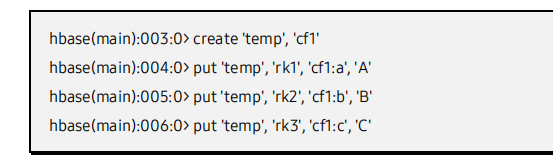 hbase(main):003:0> create 'temp', 'cf1'
hbase(main):004:0> put 'temp', 'rk1', 'cf1:a', 'A'
hbase(main):005:0> put 'temp', 'rk2', 'cf1:b', 'B'
hbase(main):006:0> put 'temp', 'rk3', 'cf1:c', 'C'